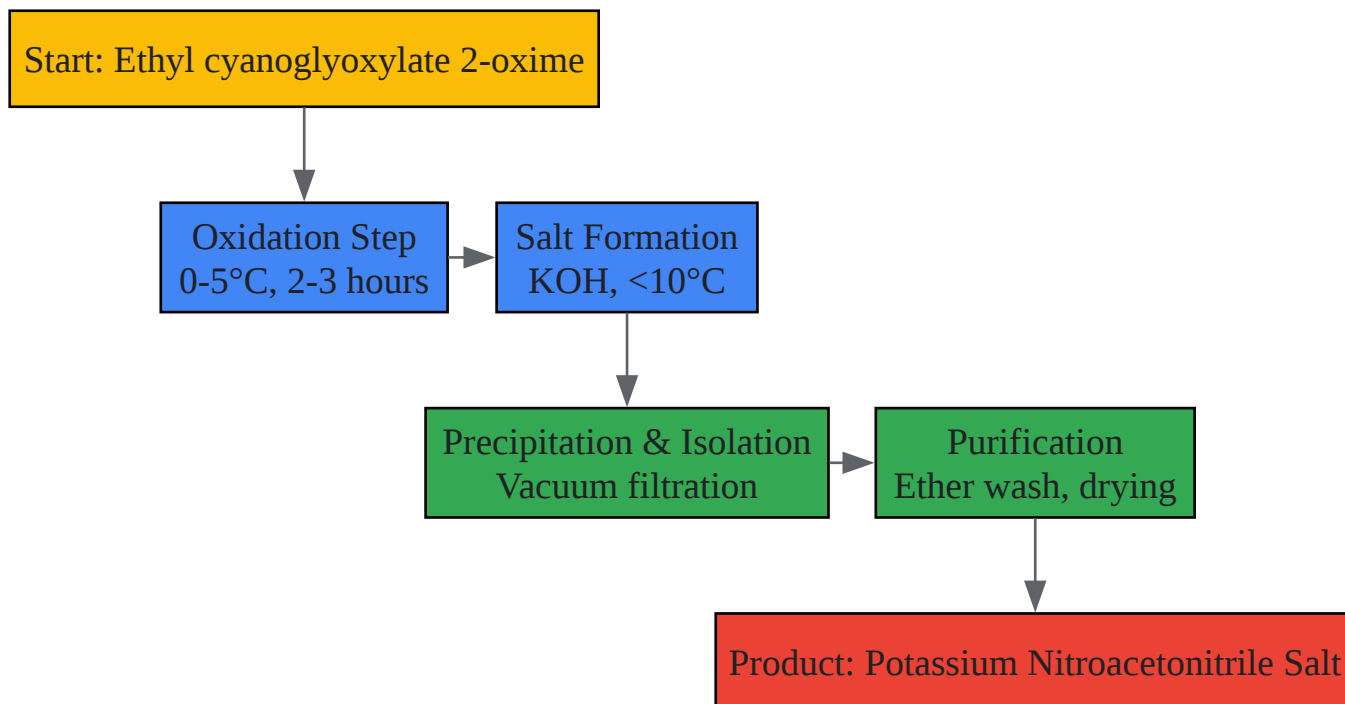 Start: Ethyl cyanoglyoxylate 2-oxime
Oxidation Step
0-5°C, 2-3 hours
Salt Formation
KOH, <10°C
Precipitation & Isolation
Vacuum filtration
Purification
Ether wash, drying
Product: Potassium Nitroacetonitrile Salt